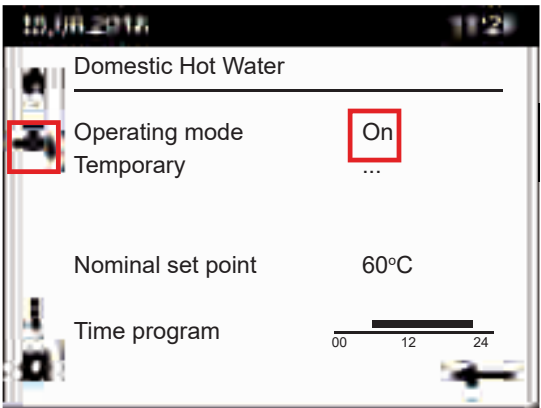 Domestic Hot Water
Operating mode On
Temporary ...
Nominal set point 60°C
Time program
00 12 24